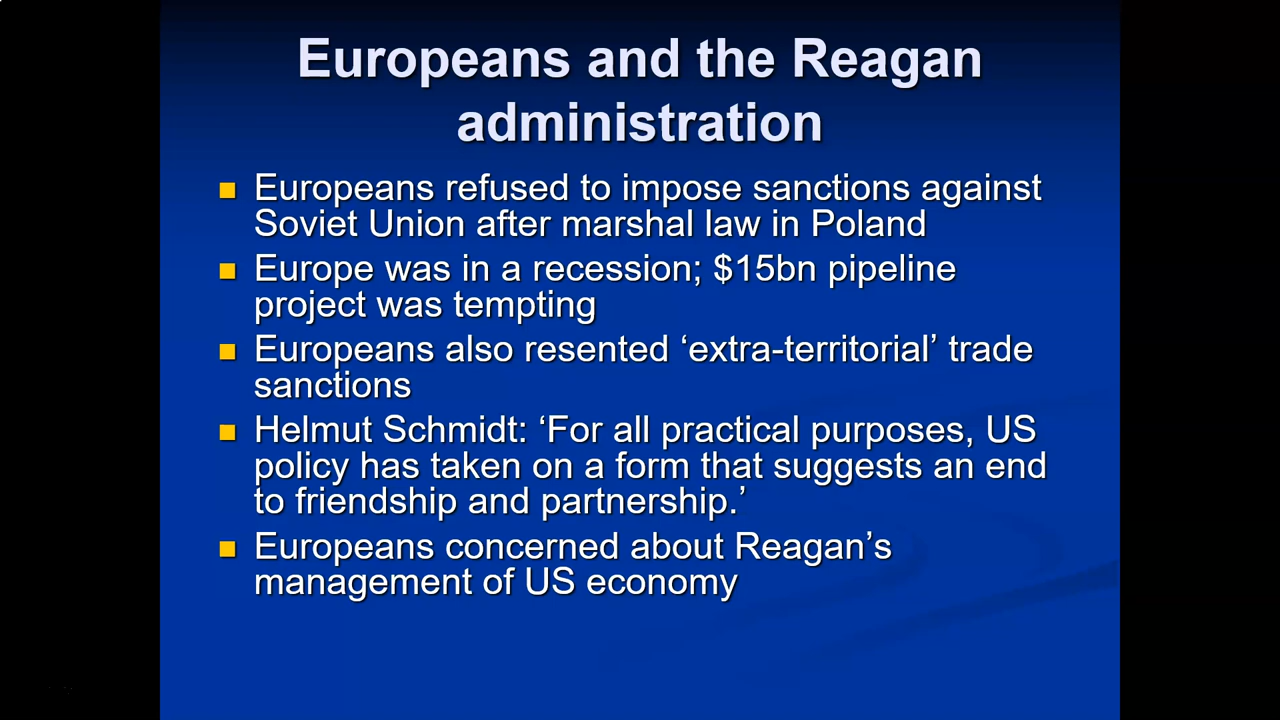 Europeans and the Reagan
administration
Europeans refused to impose sanctions against
Soviet Union after marshal law in Poland
Europe was in a recession; $15bn pipeline
project was tempting
Europeans also resented ‘extra-territorial’ trade
sanctions
Helmut Schmidt: ‘For all practical purposes, US
policy has taken on a form that suggests an end
to friendship and partnership.’
Europeans concerned about Reagan’s
management of US economy